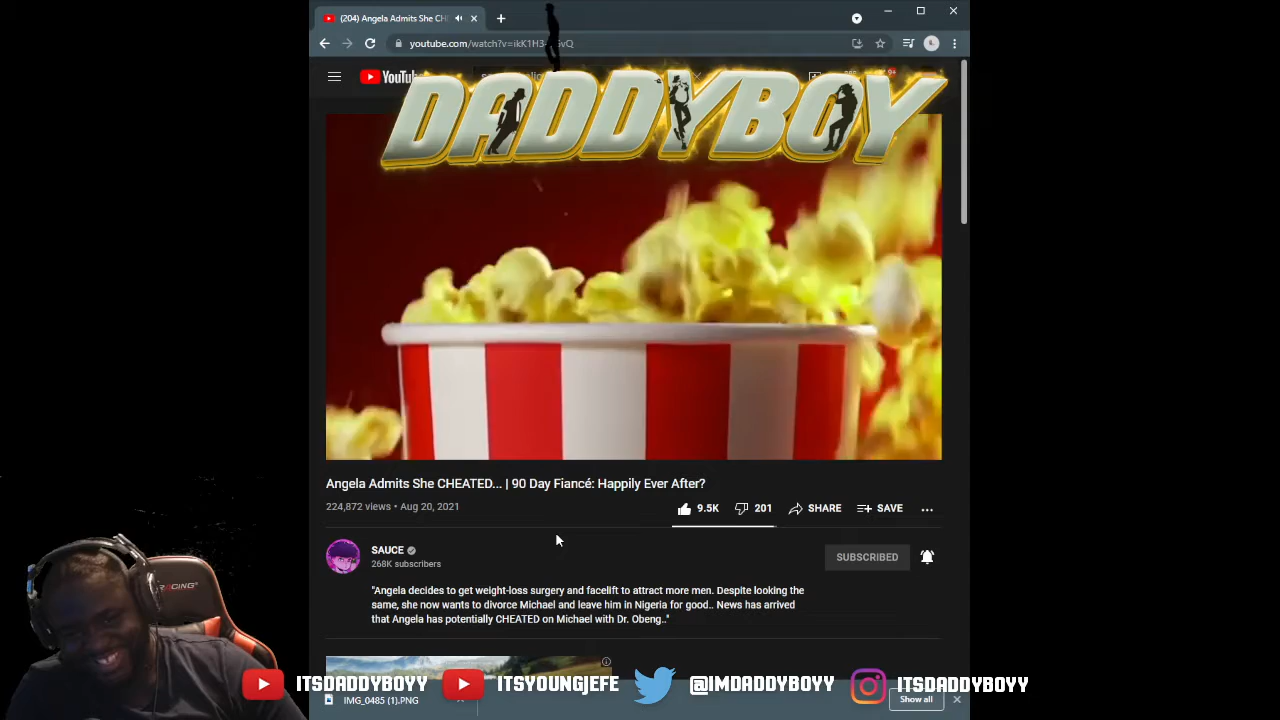 (204) Angela Admits She CH
youtube.com/watch?v=ikK1H3
YouTube
DADDYBOY
Angela Admits She CHEATED... | 90 Day Fiancé: Happily Ever After?
224,872 views • Aug 20, 2021
9.5K
201
SHARE
SAVE
SAUCE
268K subscribers
SUBSCRIBED
"Angela decides to get weight-loss surgery and facelift to attract more men. Despite looking the
same, she now wants to divorce Michael and leave him in Nigeria for good.. News has arrived
that Angela has potentially CHEATED on Michael with Dr. Obeng.."
RACING
ITSDADDYBOYY
ITSYOUNGJEFE
@IMDADDYBOYY
ITSDADDYBOYY
IMG_0485 (1).PNG
Show all